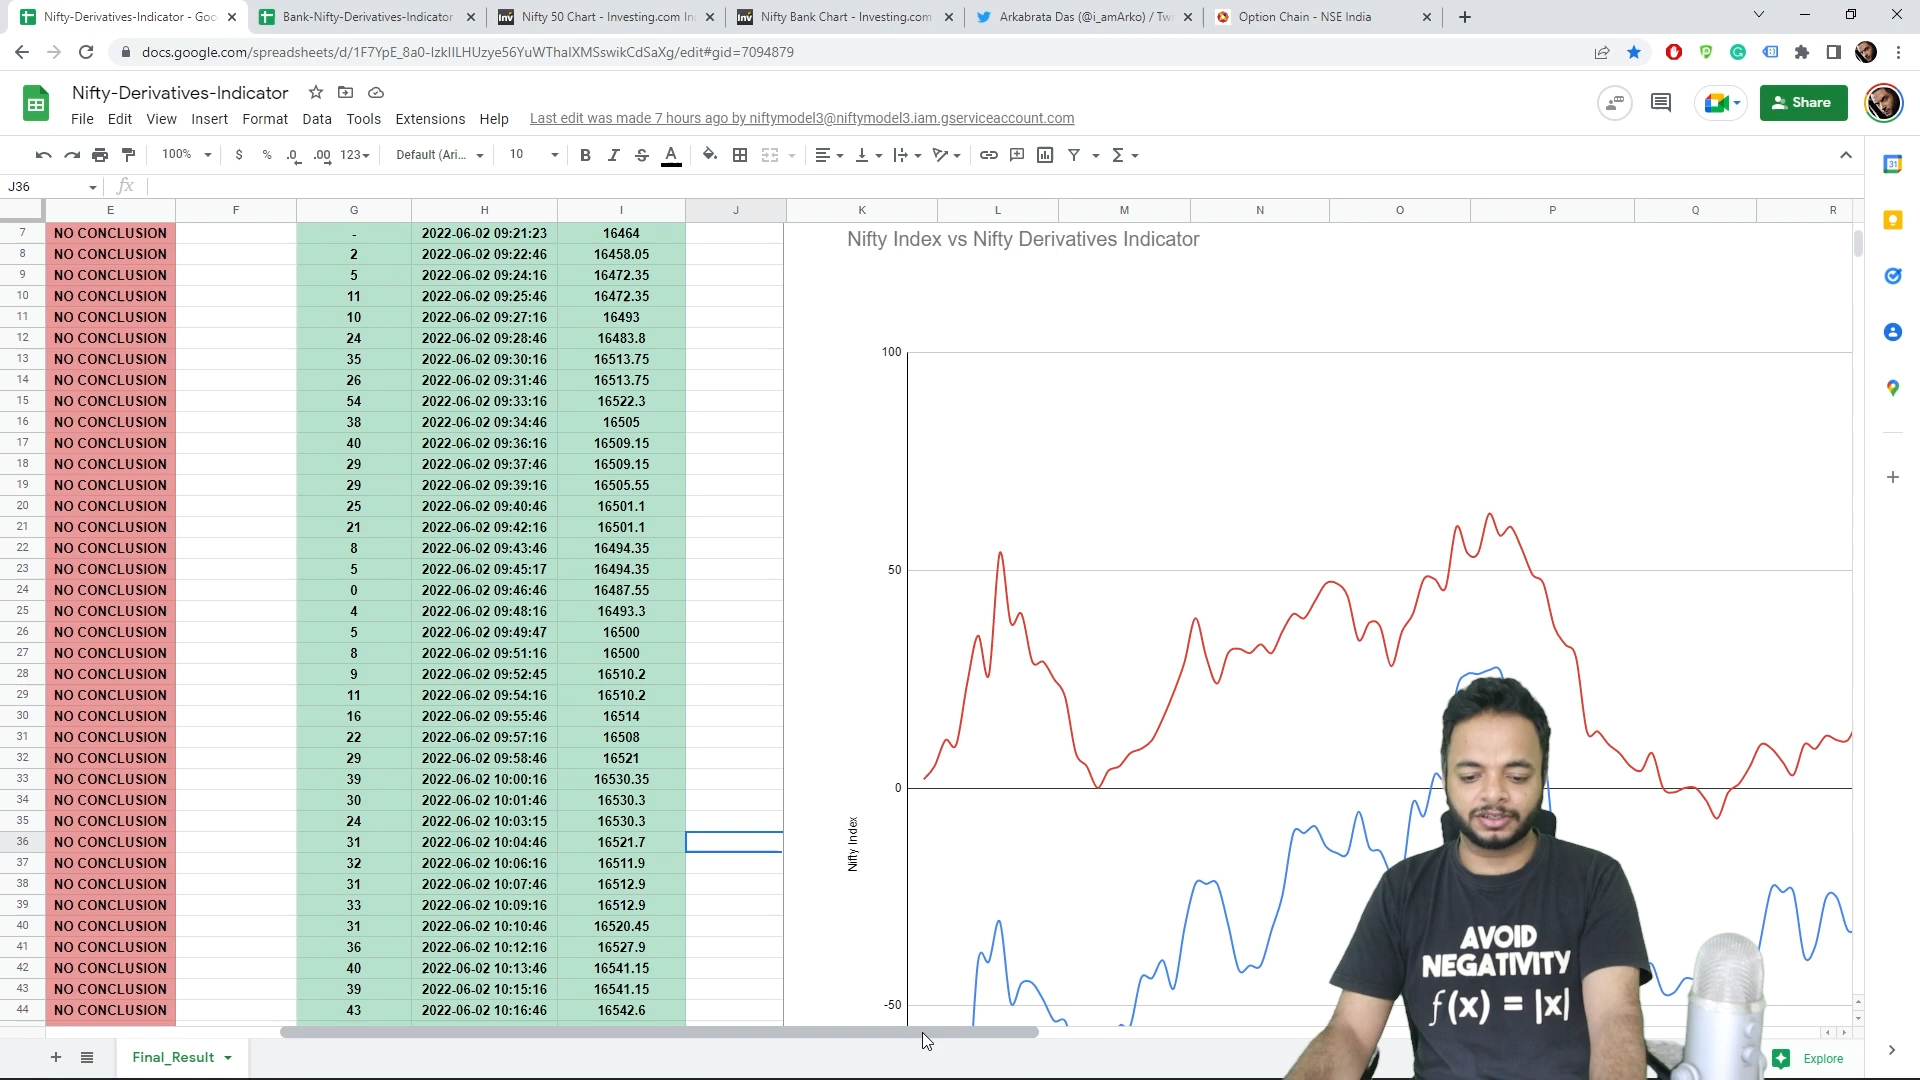 Nifty-Derivatives-Indicator - Goo
Bank-Nifty-Derivatives-Indicator
Nifty 50 Chart - Investing.com In
Nifty Bank Chart - Investing.com
Arkabrata Das (@i_amArko) / Twi
Option Chain - NSE India
docs.google.com/spreadsheets/d/1F7YpE_8a0-IzkIILHUzye56YuWThaIXMSswikCdSaXg/edit#gid=7094879
Nifty-Derivatives-Indicator
Share
File Edit View Insert Format Data Tools Extensions Help Last edit was made 7 hours ago by niftymodel3@niftymodel3.iam.gserviceaccount.com
100% $ % .0 .00 123 Default (Ari... 10 B I S A
J36 fx
E F G H I J K L M N O P Q R
7 NO CONCLUSION - 2022-06-02 09:21:23 16464
8 NO CONCLUSION 2 2022-06-02 09:22:46 16458.05
9 NO CONCLUSION 5 2022-06-02 09:24:16 16472.35
10 NO CONCLUSION 11 2022-06-02 09:25:46 16472.35
11 NO CONCLUSION 10 2022-06-02 09:27:16 16493
12 NO CONCLUSION 24 2022-06-02 09:28:46 16483.8
13 NO CONCLUSION 35 2022-06-02 09:30:16 16513.75
14 NO CONCLUSION 26 2022-06-02 09:31:46 16513.75
15 NO CONCLUSION 54 2022-06-02 09:33:16 16522.3
16 NO CONCLUSION 38 2022-06-02 09:34:46 16505
17 NO CONCLUSION 40 2022-06-02 09:36:16 16509.15
18 NO CONCLUSION 29 2022-06-02 09:37:46 16509.15
19 NO CONCLUSION 29 2022-06-02 09:39:16 16505.55
20 NO CONCLUSION 25 2022-06-02 09:40:46 16501.1
21 NO CONCLUSION 21 2022-06-02 09:42:16 16501.1
22 NO CONCLUSION 8 2022-06-02 09:43:46 16494.35
23 NO CONCLUSION 5 2022-06-02 09:45:17 16494.35
24 NO CONCLUSION 0 2022-06-02 09:46:46 16487.55
25 NO CONCLUSION 4 2022-06-02 09:48:16 16493.3
26 NO CONCLUSION 5 2022-06-02 09:49:47 16500
27 NO CONCLUSION 8 2022-06-02 09:51:16 16500
28 NO CONCLUSION 9 2022-06-02 09:52:45 16510.2
29 NO CONCLUSION 11 2022-06-02 09:54:16 16510.2
30 NO CONCLUSION 16 2022-06-02 09:55:46 16514
31 NO CONCLUSION 22 2022-06-02 09:57:16 16508
32 NO CONCLUSION 29 2022-06-02 09:58:46 16521
33 NO CONCLUSION 39 2022-06-02 10:00:16 16530.35
34 NO CONCLUSION 30 2022-06-02 10:01:46 16530.3
35 NO CONCLUSION 24 2022-06-02 10:03:15 16530.3
36 NO CONCLUSION 31 2022-06-02 10:04:46 16521.7
37 NO CONCLUSION 32 2022-06-02 10:06:16 16511.9
38 NO CONCLUSION 31 2022-06-02 10:07:46 16512.9
39 NO CONCLUSION 33 2022-06-02 10:09:16 16512.9
40 NO CONCLUSION 31 2022-06-02 10:10:46 16520.45
41 NO CONCLUSION 36 2022-06-02 10:12:16 16527.9
42 NO CONCLUSION 40 2022-06-02 10:13:46 16541.15
43 NO CONCLUSION 39 2022-06-02 10:15:16 16541.15
44 NO CONCLUSION 43 2022-06-02 10:16:46 16542.6
Nifty Index vs Nifty Derivatives Indicator
100
50
0
-50
Nifty Index
AVOID
NEGATIVITY
f(x) = |x|
Final_Result
Explore